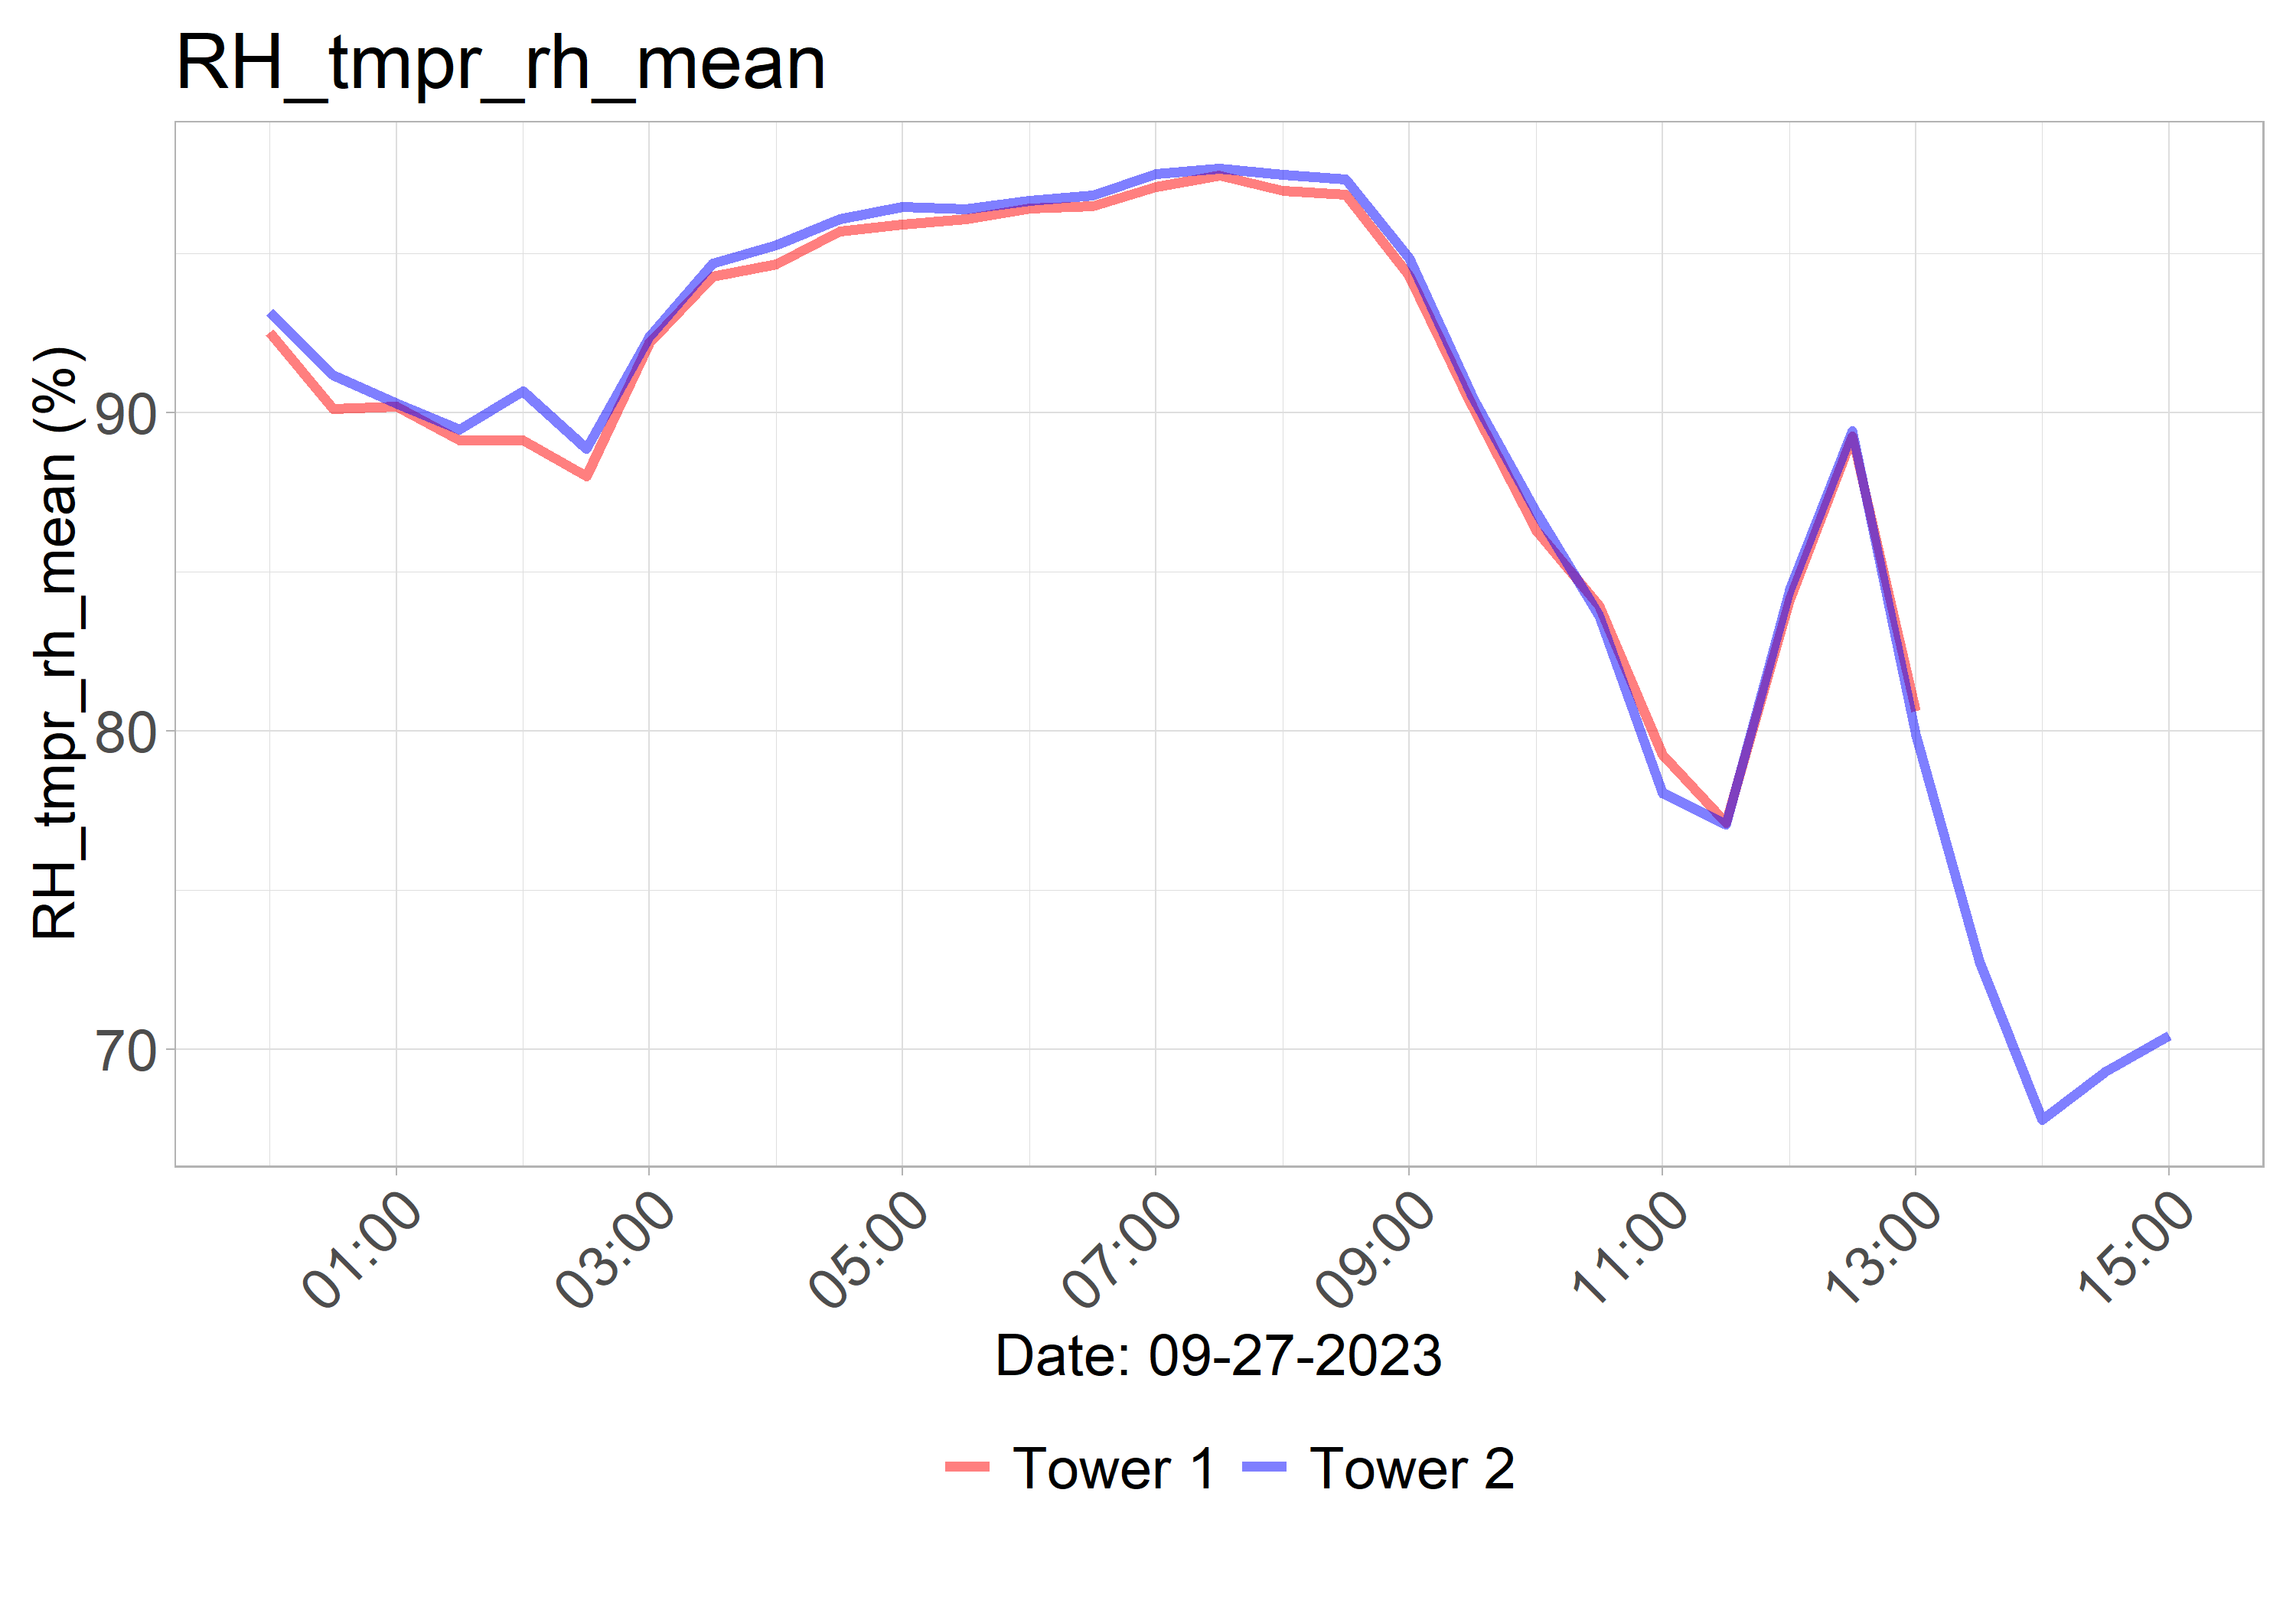 RH_tmpr_rh_mean
RH_tmpr_rh_mean (%)
90
80
70
01:00
03:00
05:00
07:00
09:00
11:00
13:00
15:00
Date: 09-27-2023
Tower 1
Tower 2